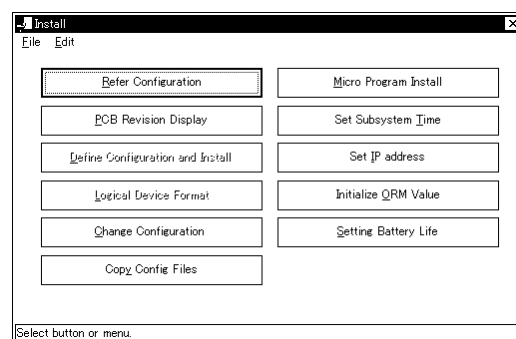 Install
File Edit
Refer Configuration
PCB Revision Display
Define Configuration and Install
Logical Device Format
Change Configuration
Copy Config Files
Micro Program Install
Set Subsystem Time
Set IP address
Initialize ORM Value
Setting Battery Life
Select button or menu.